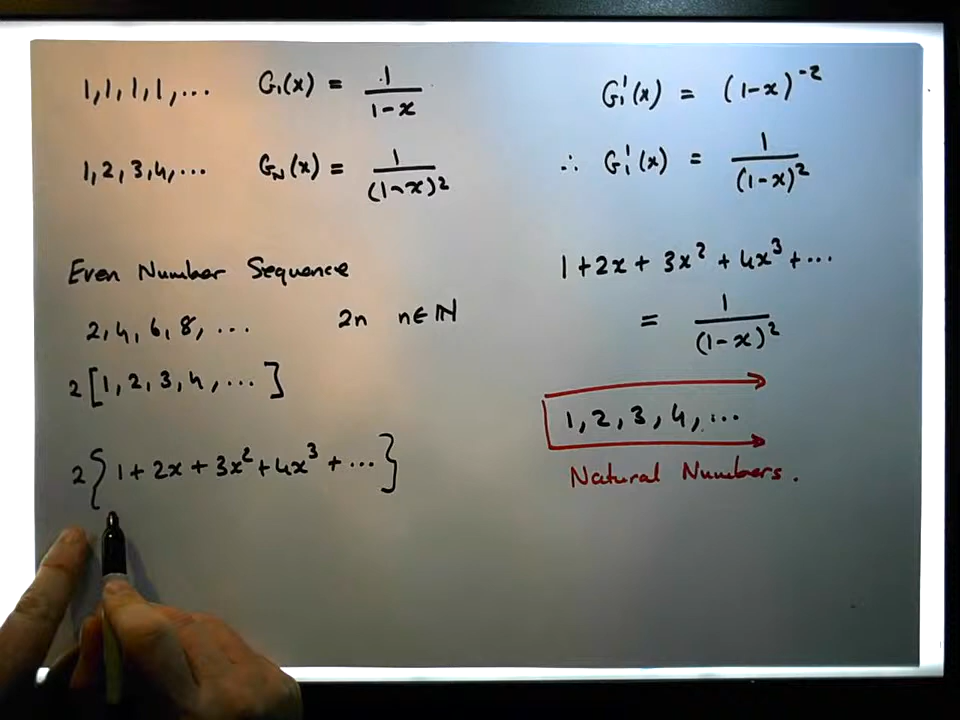 1,1,1,1,... G₁(x) = 1/(1-x)
1,2,3,4,... G_N(x) = 1/(1-x)²
Even Number Sequence
2,4,6,8,... 2n n∈ℕ
2[1,2,3,4,...]
2{1+2x+3x²+4x³+...}
G₁'(x) = (1-x)⁻²
∴ G₁'(x) = 1/(1-x)²
1+2x+3x²+4x³+...
= 1/(1-x)²
1,2,3,4,...
Natural Numbers.